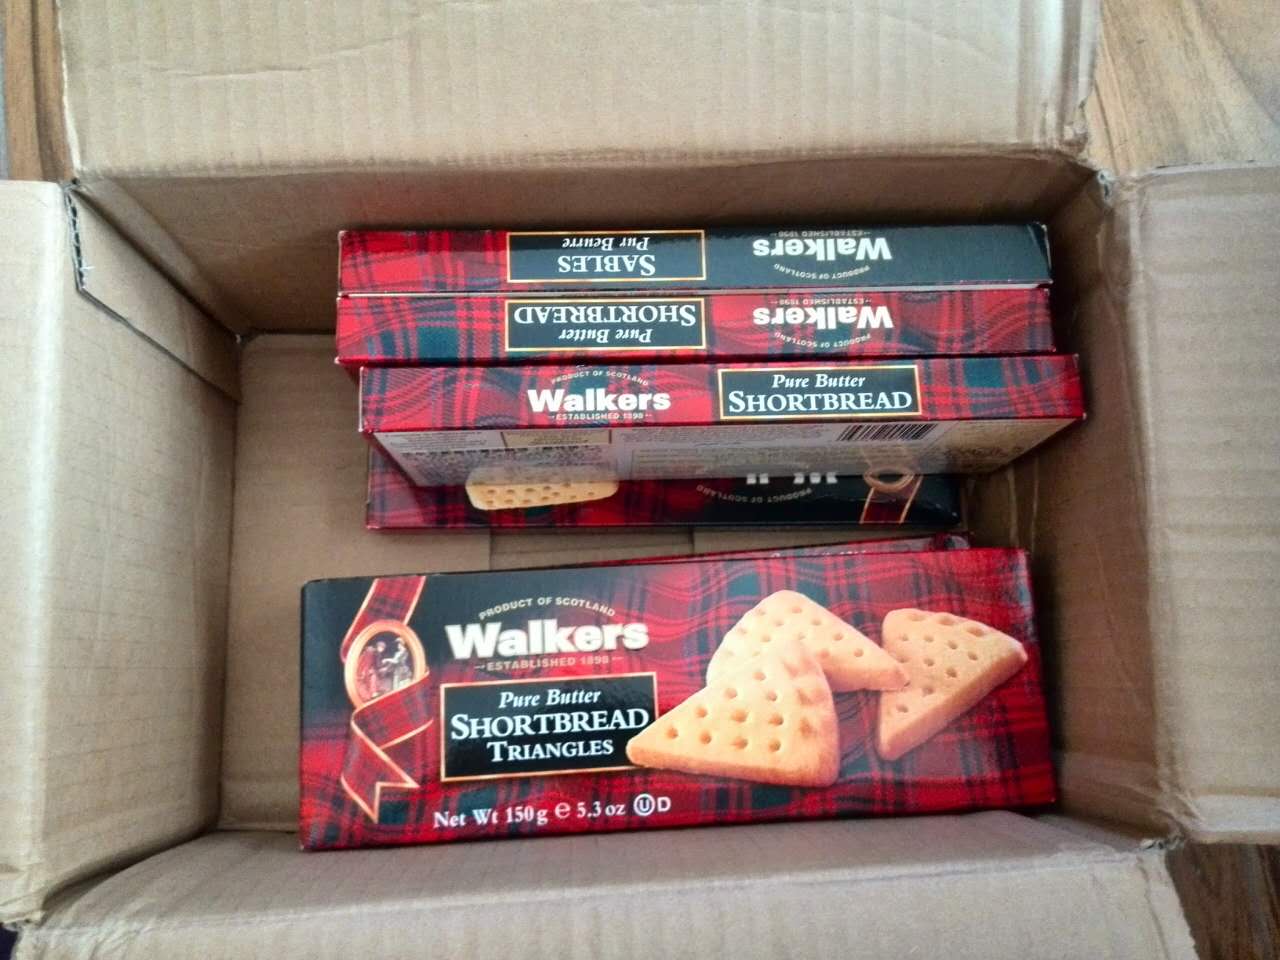 SABLES
Pur Beurre
Walkers
ESTABLISHED 1898
PRODUCT OF SCOTLAND
Pure Butter
SHORTBREAD
Walkers
ESTABLISHED 1898
PRODUCT OF SCOTLAND
PRODUCT OF SCOTLAND
Walkers
ESTABLISHED 1898
Pure Butter
SHORTBREAD
PRODUCT OF SCOTLAND
PRODUCT OF SCOTLAND
Walkers
ESTABLISHED 1898
Pure Butter
SHORTBREAD
TRIANGLES
Net Wt 150g e 5.3 oz Ⓤ D